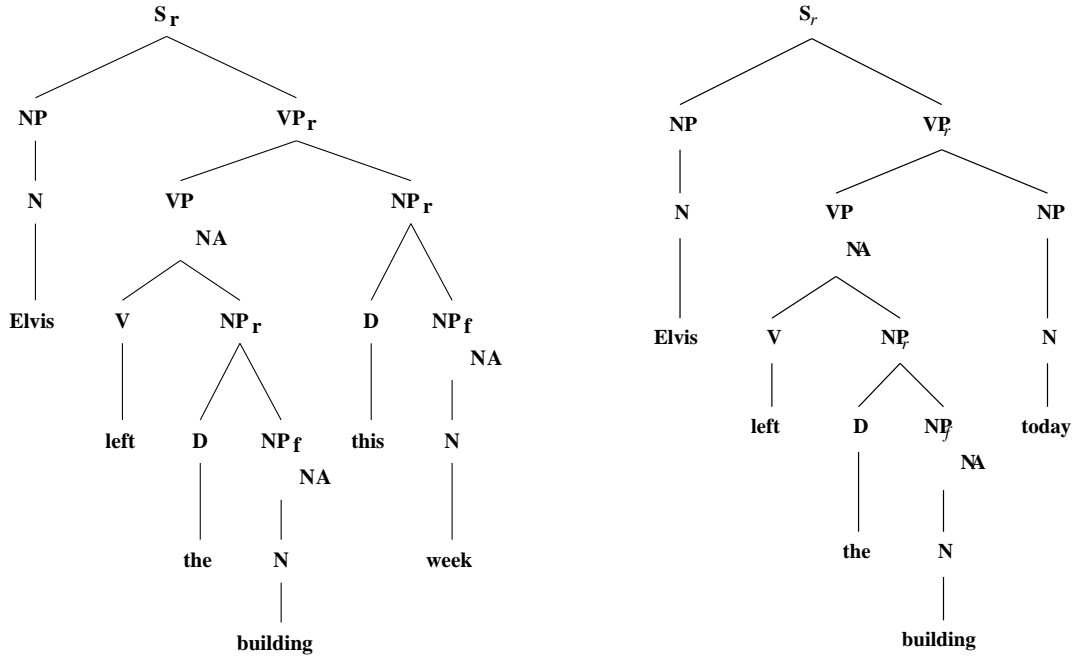 S r S r
NP VP r NP VP r
N VP NP r N VP NP
NA NA
Elvis V NP r D NP f Elvis V NP r N
NA
left D NP f this N left D NP f today
NA NA
the N week the N
building building